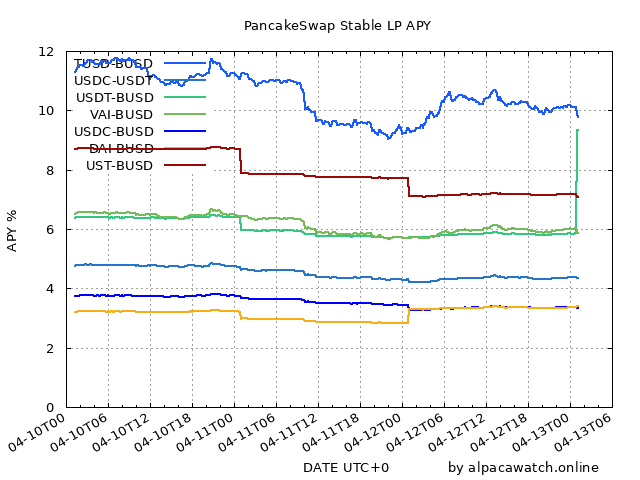 PancakeSwap Stable LP APY
12
10
8
6
4
2
0
APY %
TUSD-BUSD
USDC-USDT
USDT-BUSD
VAI-BUSD
USDC-BUSD
DAI-BUSD
UST-BUSD
04-10T00
04-10T06
04-10T12
04-10T18
04-11T00
04-11T06
04-11T12
04-11T18
04-12T00
04-12T06
04-12T12
04-12T18
04-13T00
04-13T06
DATE UTC+0
by alpacawatch.online